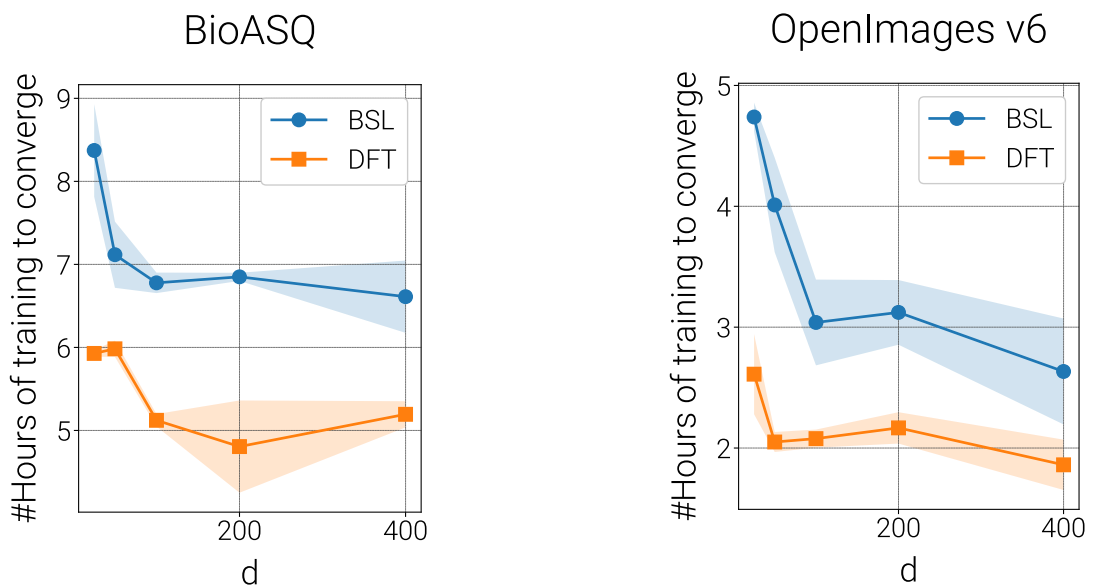 BioASQ
#Hours of training to converge
9
8
7
6
5
200
400
d
BSL
DFT
OpenImages v6
#Hours of training to converge
5
4
3
2
200
400
d
BSL
DFT